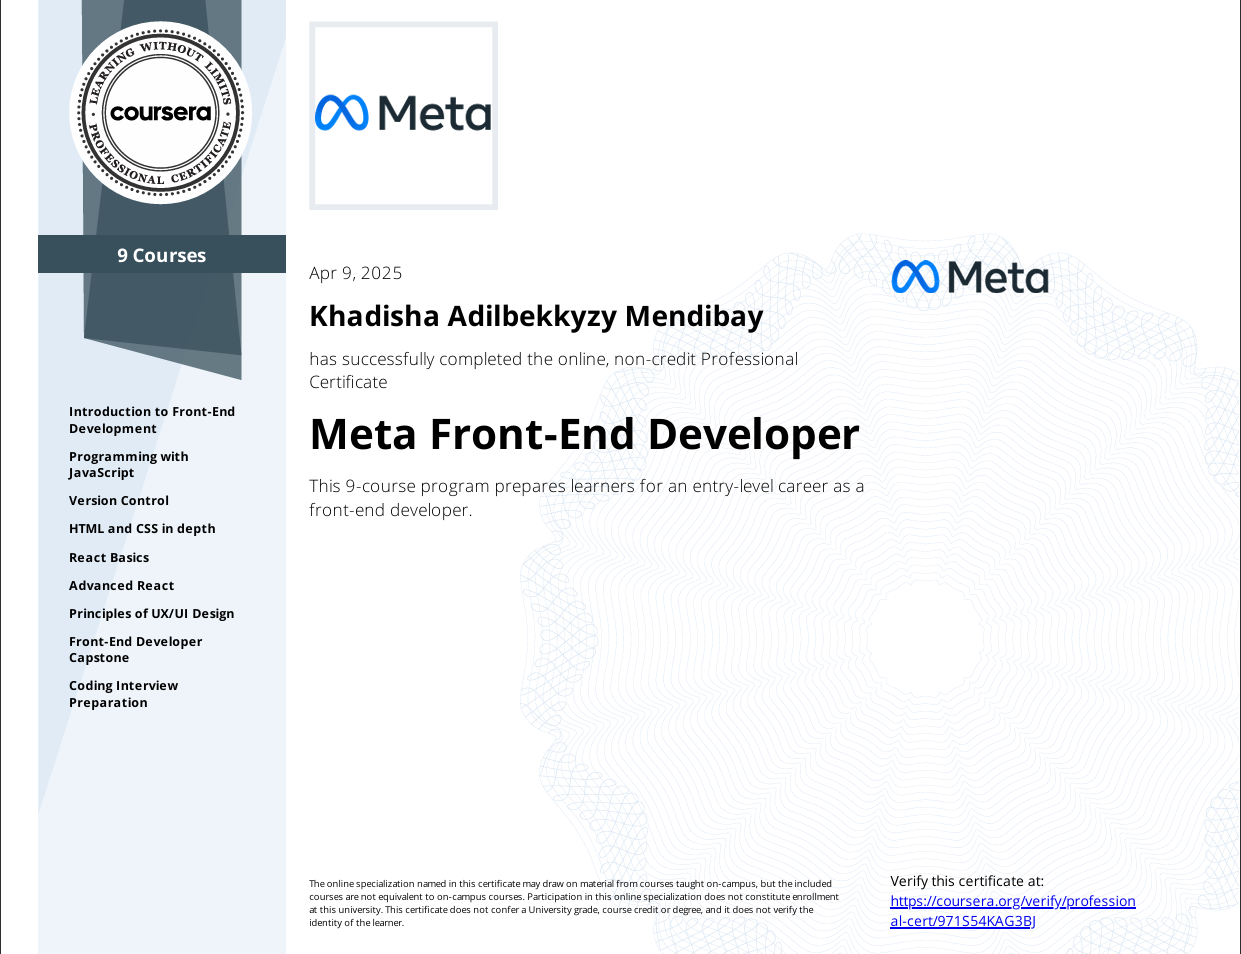 LEARNING WITHOUT LIMITS
coursera
PROFESSIONAL CERTIFICATE
9 Courses
Introduction to Front-End
Development
Programming with
JavaScript
Version Control
HTML and CSS in depth
React Basics
Advanced React
Principles of UX/UI Design
Front-End Developer
Capstone
Coding Interview
Preparation
Meta
Apr 9, 2025
Khadisha Adilbekkyzy Mendibay
has successfully completed the online, non-credit Professional
Certificate
Meta Front-End Developer
This 9-course program prepares learners for an entry-level career as a
front-end developer.
Meta
The online specialization named in this certificate may draw on material from courses taught on-campus, but the included
courses are not equivalent to on-campus courses. Participation in this online specialization does not constitute enrollment
at this university. This certificate does not confer a University grade, course credit or degree, and it does not verify the
identity of the learner.
Verify this certificate at:
https://coursera.org/verify/profession
al-cert/971S54KAG3BJ